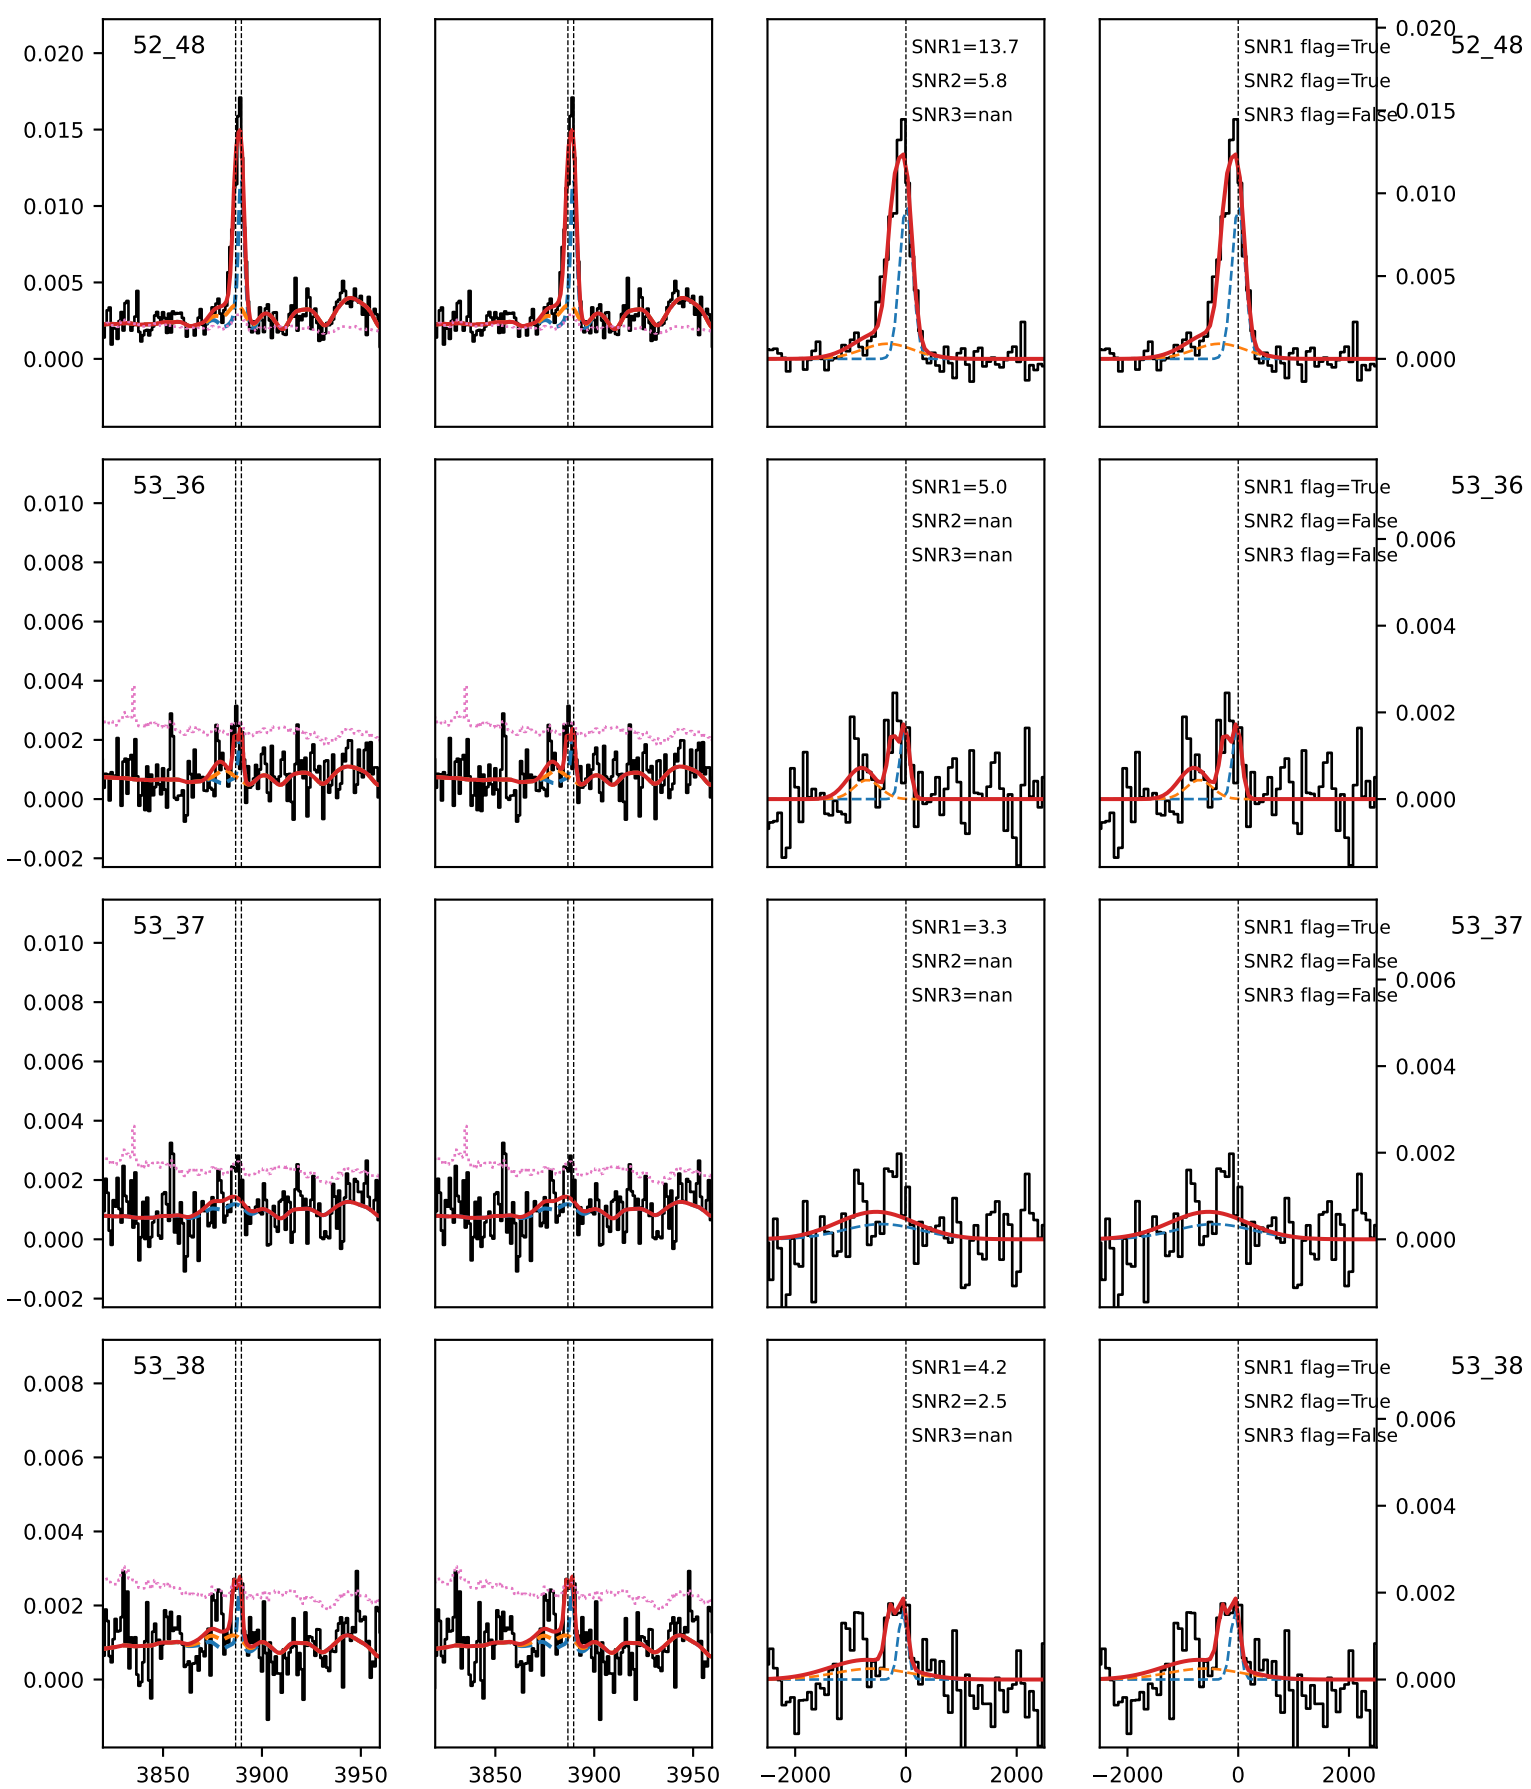 0.020
0.015
0.010
0.005
0.000
52_48
SNR1=13.7
SNR2=5.8
SNR3=nan
SNR1 flag=True
SNR2 flag=True
SNR3 flag=False
0.020
0.015
0.010
0.005
0.000
52_48
0.010
0.008
0.006
0.004
0.002
0.000
−0.002
53_36
SNR1=5.0
SNR2=nan
SNR3=nan
SNR1 flag=True
SNR2 flag=False
SNR3 flag=False
0.006
0.004
0.002
0.000
53_36
0.010
0.008
0.006
0.004
0.002
0.000
−0.002
53_37
SNR1=3.3
SNR2=nan
SNR3=nan
SNR1 flag=True
SNR2 flag=False
SNR3 flag=False
0.006
0.004
0.002
0.000
53_37
0.008
0.006
0.004
0.002
0.000
53_38
SNR1=4.2
SNR2=2.5
SNR3=nan
SNR1 flag=True
SNR2 flag=True
SNR3 flag=False
0.006
0.004
0.002
0.000
53_38
3850 3900 3950
3850 3900 3950
−2000 0 2000
−2000 0 2000